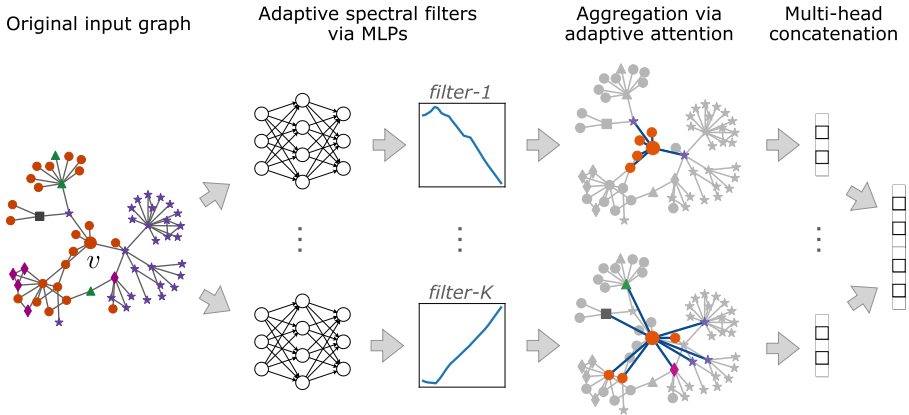 Original input graph
Adaptive spectral filters
via MLPs
Aggregation via
adaptive attention
Multi-head
concatenation
filter-1
v
filter-K